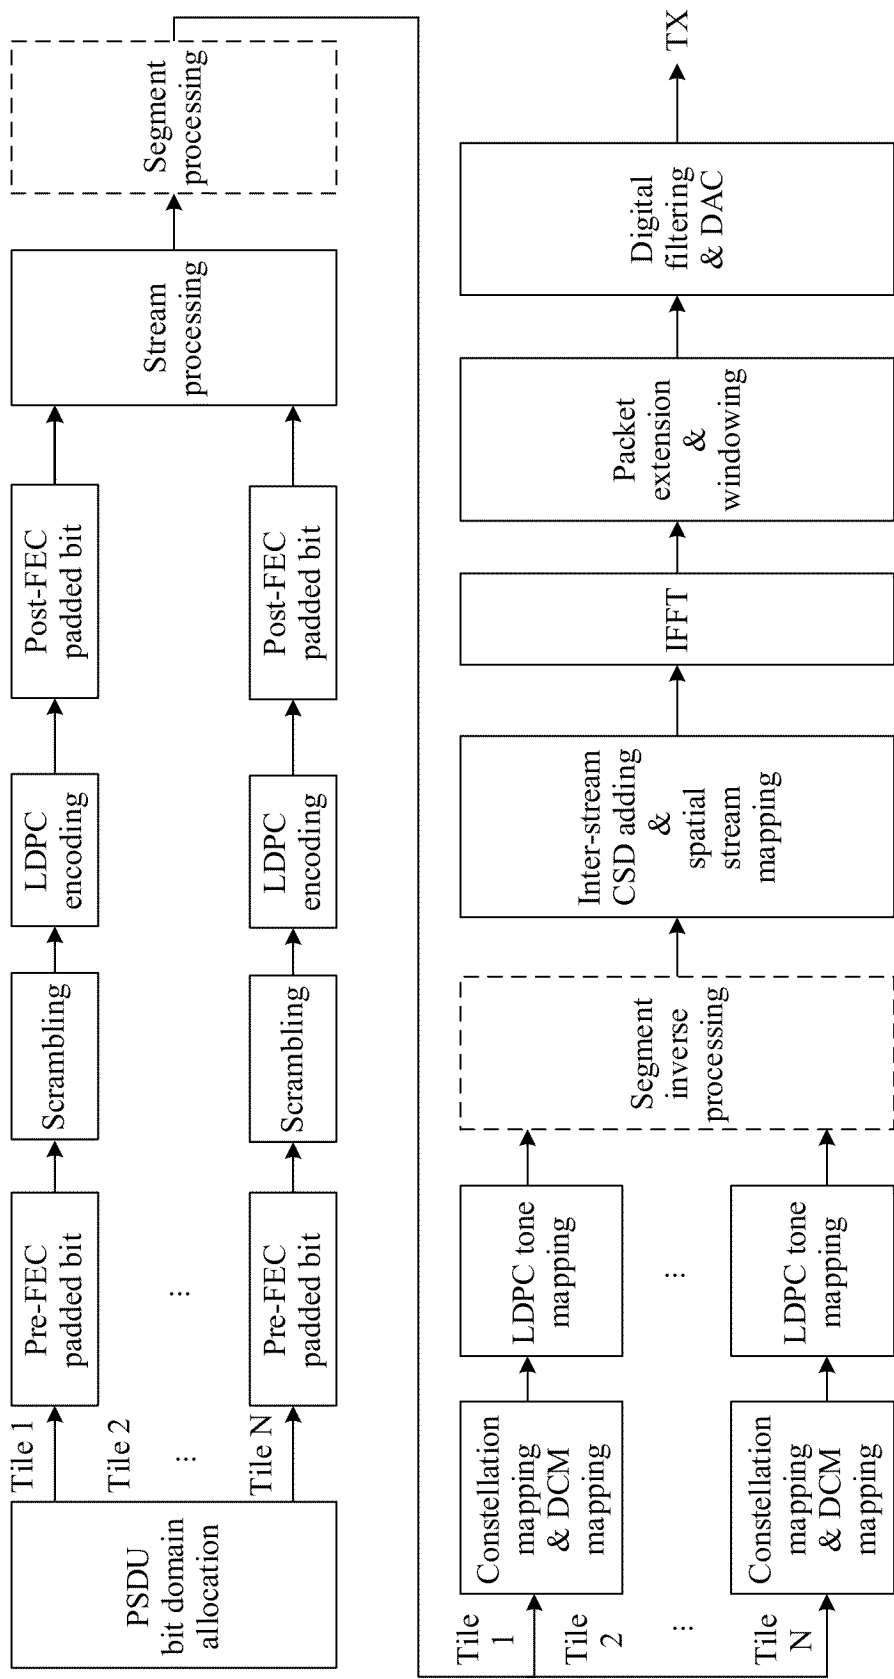 PSDU
bit domain
allocation
Tile 1
Tile 2
...
Tile N
Pre-FEC
padded bit
Scrambling
LDPC
encoding
Post-FEC
padded bit
...
Pre-FEC
padded bit
Scrambling
LDPC
encoding
Post-FEC
padded bit
Stream
processing
Segment
processing
Tile
1
Tile
2
...
Tile
N
Constellation
mapping
& DCM
mapping
LDPC tone
mapping
...
Constellation
mapping
& DCM
mapping
LDPC tone
mapping
Segment
inverse
processing
Inter-stream
CSD adding
&
spatial
stream
mapping
IFFT
Packet
extension
&
windowing
Digital
filtering
& DAC
TX